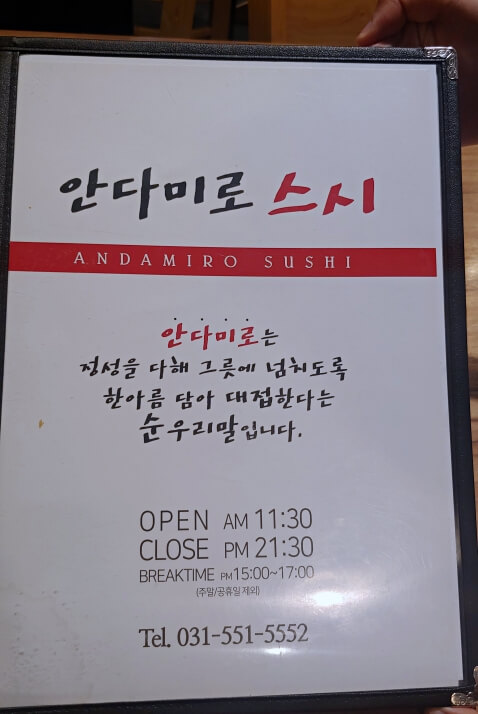 안다미로 스시
ANDAMIRO SUSHI
안다미로는
정성을 다해 그릇에 넘치도록
한아름 담아 대접한다는
순 우리말입니다.
OPEN AM 11:30
CLOSE PM 21:30
BREAKTIME PM 15:00~17:00
(주말/공휴일 제외)
Tel. 031-551-5552